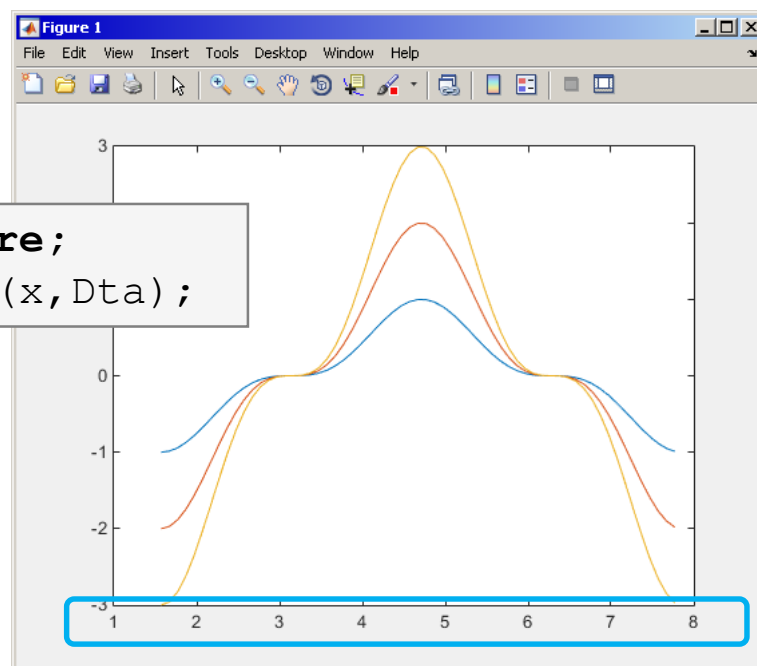 Figure 1
File Edit View Insert Tools Desktop Window Help
3
re;
(x,Dta);
0
-1
-2
-3
1 2 3 4 5 6 7 8